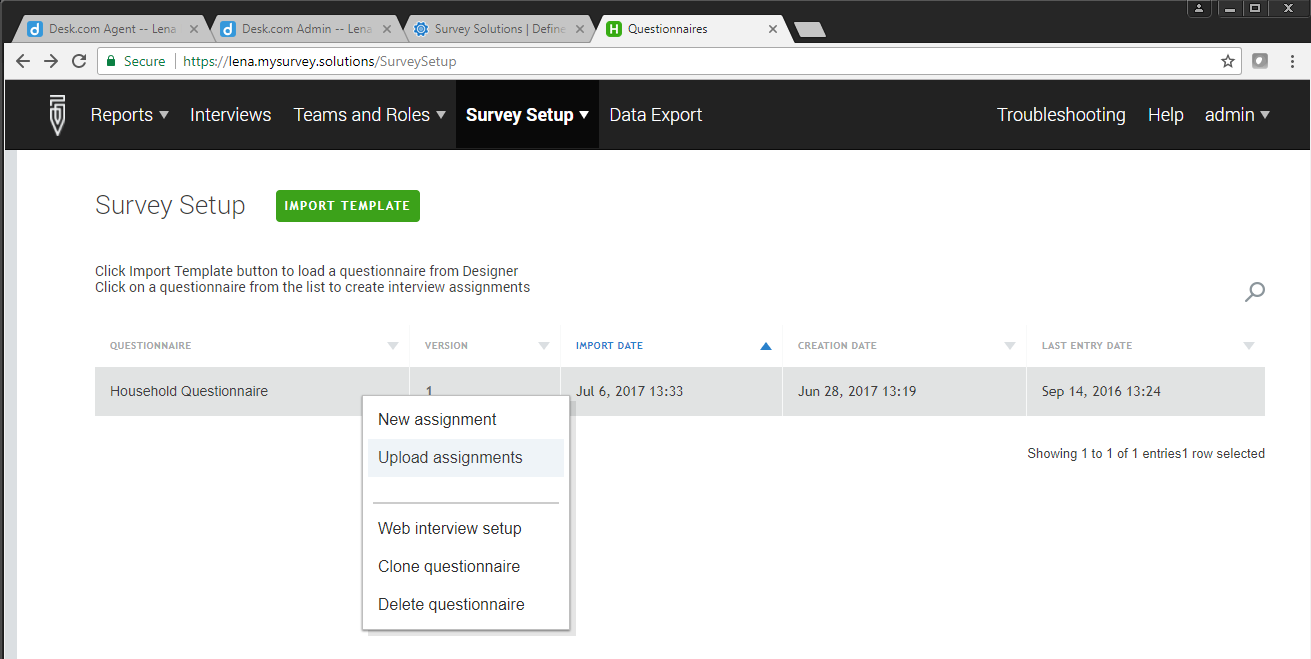 Desk.com Agent -- Lena
Desk.com Admin -- Lena
Survey Solutions | Define
H Questionnaires
Secure https://lena.mysurvey.solutions/SurveySetup
Reports Interviews Teams and Roles Survey Setup Data Export Troubleshooting Help admin
Survey Setup IMPORT TEMPLATE
Click Import Template button to load a questionnaire from Designer
Click on a questionnaire from the list to create interview assignments
QUESTIONNAIRE VERSION IMPORT DATE CREATION DATE LAST ENTRY DATE
Household Questionnaire 1 Jul 6, 2017 13:33 Jun 28, 2017 13:19 Sep 14, 2016 13:24
New assignment
Upload assignments
Showing 1 to 1 of 1 entries1 row selected
Web interview setup
Clone questionnaire
Delete questionnaire